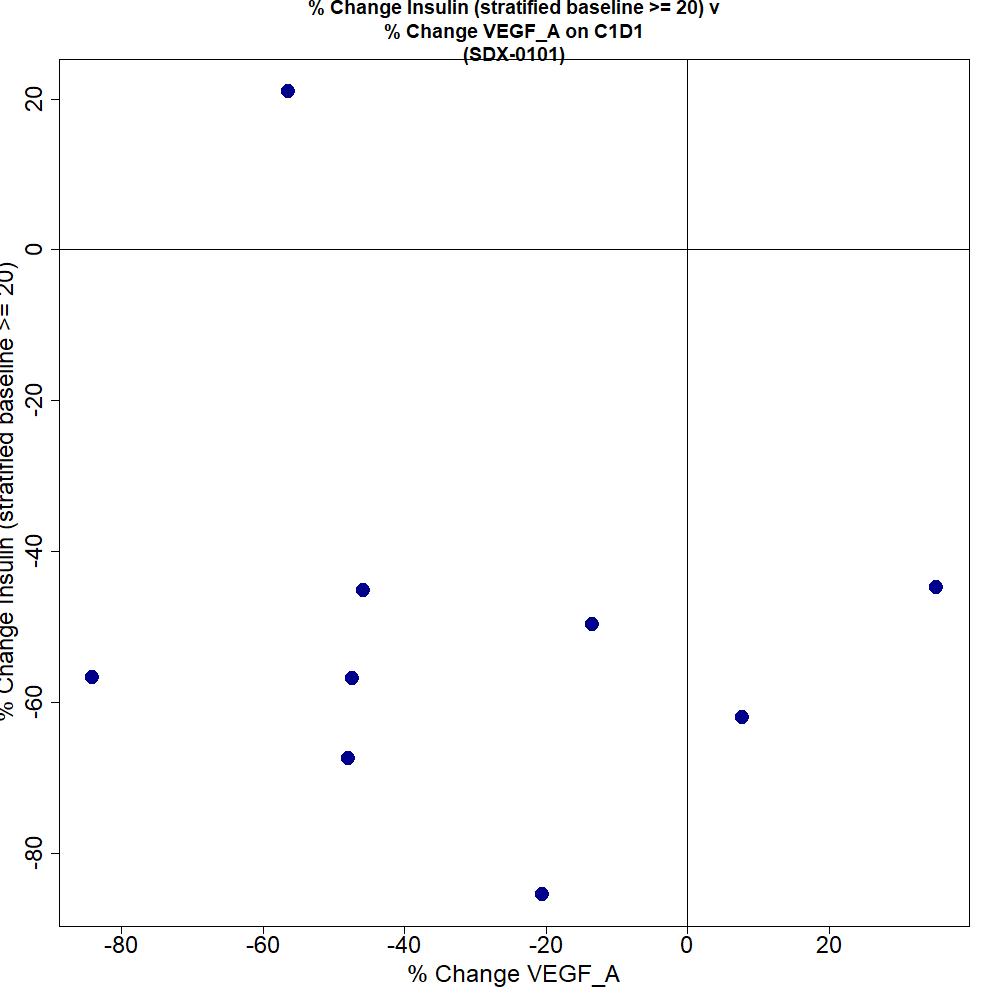 % Change Insulin (stratified baseline >= 20) v
% Change VEGF_A on C1D1
(SDX-0101)
% Change Insulin (stratified baseline >= 20)
20
0
-20
-40
-60
-80
-80
-60
-40
-20
0
20
% Change VEGF_A